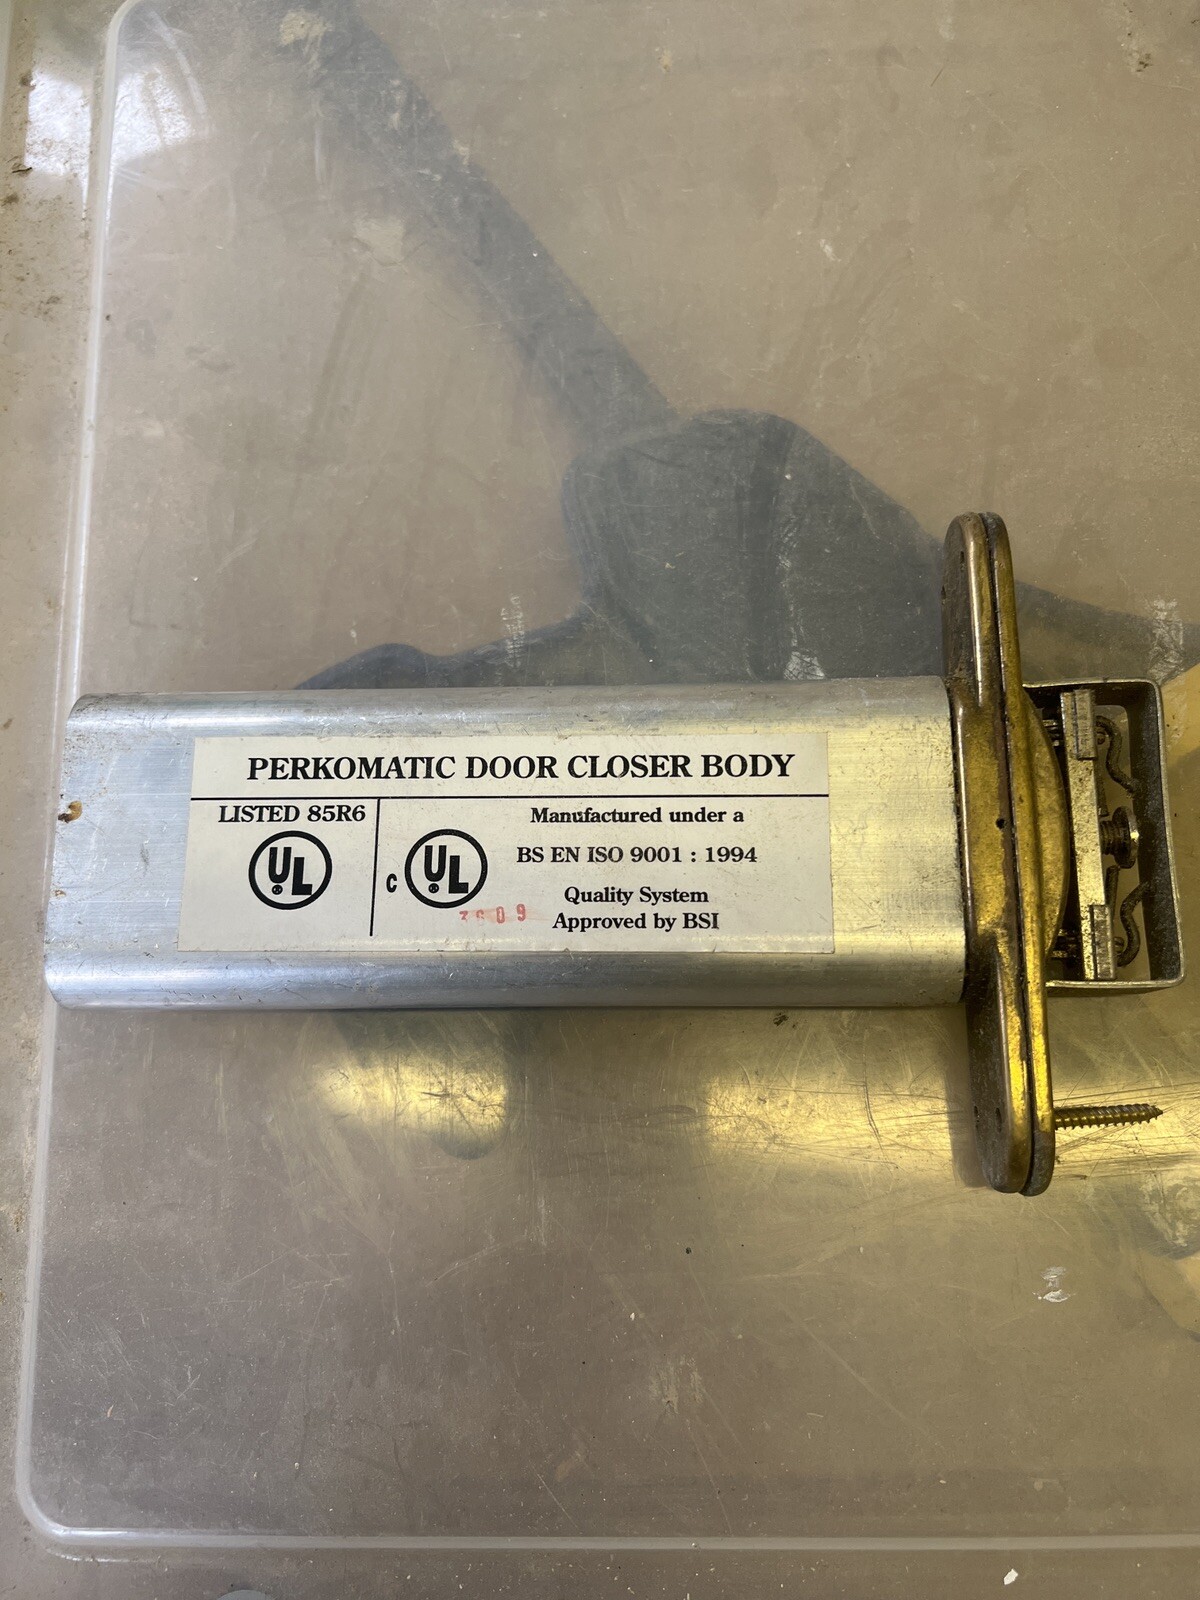 PERKOMATIC DOOR CLOSER BODY
LISTED 85R6
UL
C UL
Manufactured under a
BS EN ISO 9001 : 1994
Quality System
Approved by BSI